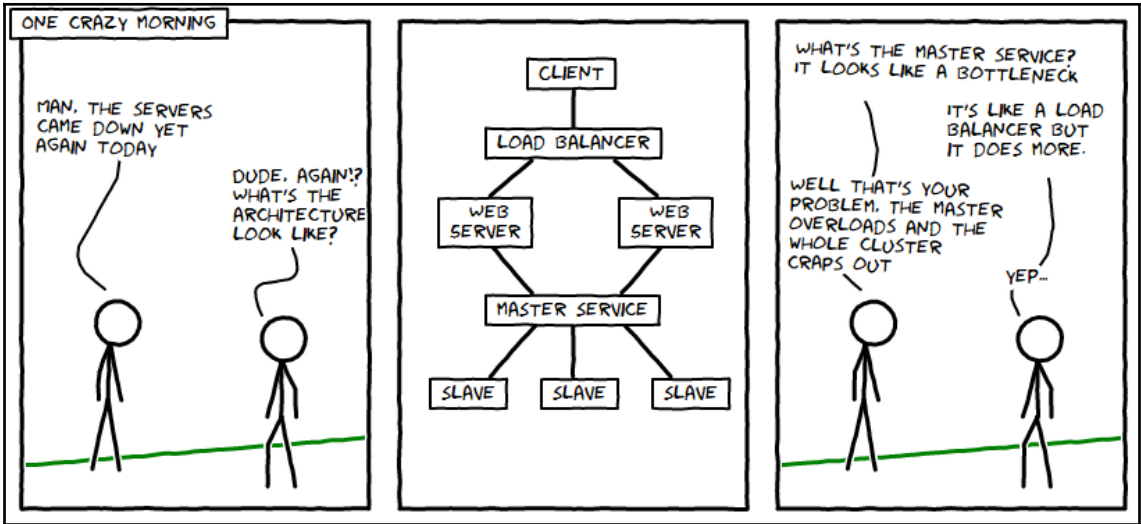 ONE CRAZY MORNING
MAN, THE SERVERS
CAME DOWN YET
AGAIN TODAY
DUDE, AGAIN!?
WHAT'S THE
ARCHITECTURE
LOOK LIKE?
CLIENT
LOAD BALANCER
WEB
SERVER
WEB
SERVER
MASTER SERVICE
SLAVE
SLAVE
SLAVE
WHAT'S THE MASTER SERVICE?
IT LOOKS LIKE A BOTTLENECK
IT'S LIKE A LOAD
BALANCER BUT
IT DOES MORE.
WELL THAT'S YOUR
PROBLEM, THE MASTER
OVERLOADS AND THE
WHOLE CLUSTER
CRAPS OUT
YEP...